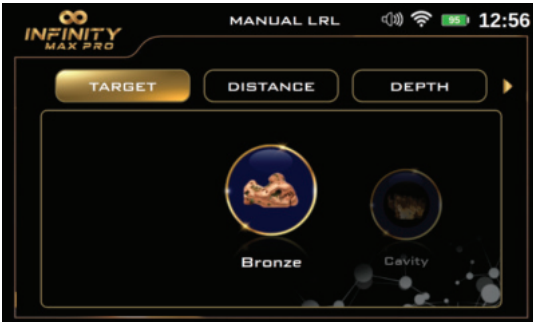 INFINITY
MAX PRO
MANUAL LRL
95
12:56
TARGET
DISTANCE
DEPTH
Bronze
Cavity